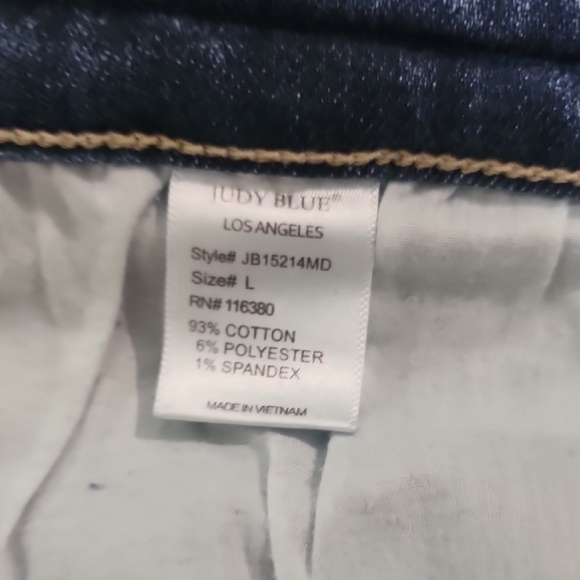 JUDY BLUE®
LOS ANGELES
Style# JB15214MD
Size# L
RN# 116380
93% COTTON
6% POLYESTER
1% SPANDEX
MADE IN VIETNAM